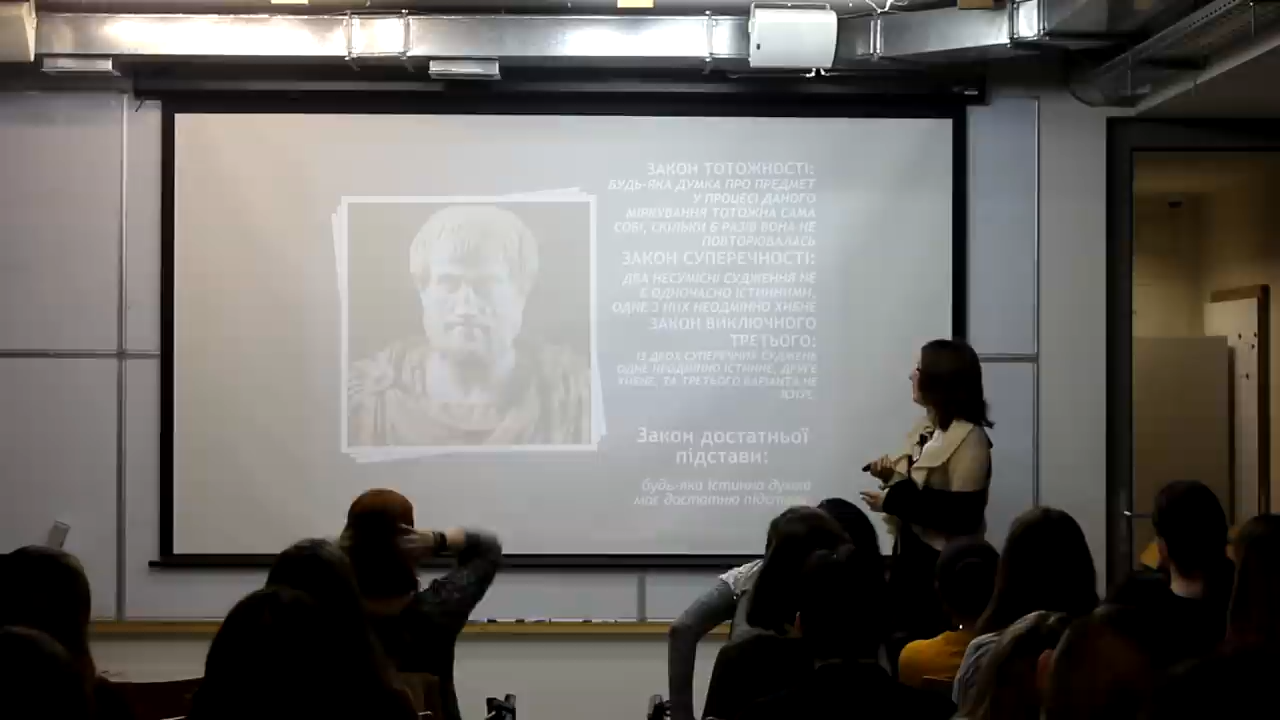 ЗАКОН ТОТОЖНОСТІ:
БУДЬ-ЯКА ДУМКА ПРО ПРЕДМЕТ
У ПРОЦЕСІ ДАНОГО
МІРКУВАННЯ ТОТОЖНА САМА
СОБІ, СКІЛЬКИ Б РАЗІВ ВОНА НЕ
ПОВТОРЮВАЛАСЬ
ЗАКОН СУПЕРЕЧНОСТІ:
ДВА НЕСУМІСНІ СУДЖЕННЯ НЕ
Є ОДНОЧАСНО ІСТИННИМИ,
ОДНЕ З НИХ НЕОДМІННО ХИБНЕ
ЗАКОН ВИКЛЮЧНОГО
ТРЕТЬОГО:
ІЗ ДВОХ СУПЕРЕЧНИХ СУДЖЕНЬ
ОДНЕ НЕОДМІННО ІСТИННЕ, ДРУГЕ
ХИБНЕ, ТА ТРЕТЬОГО ВАРІАНТА НЕ
ІСНУЄ
Закон достатньої
підстави:
будь-яка істинна думка
має достатню підставу